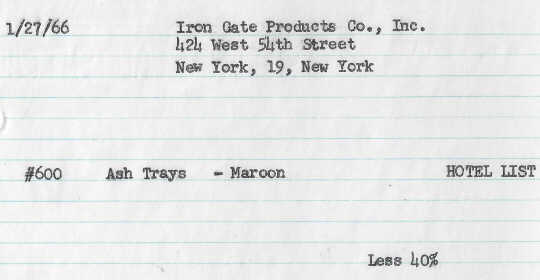 1/27/66 Iron Gate Products Co., Inc.
424 West 54th Street
New York, 19, New York
#600 Ash Trays - Maroon HOTEL LIST
Less 40%